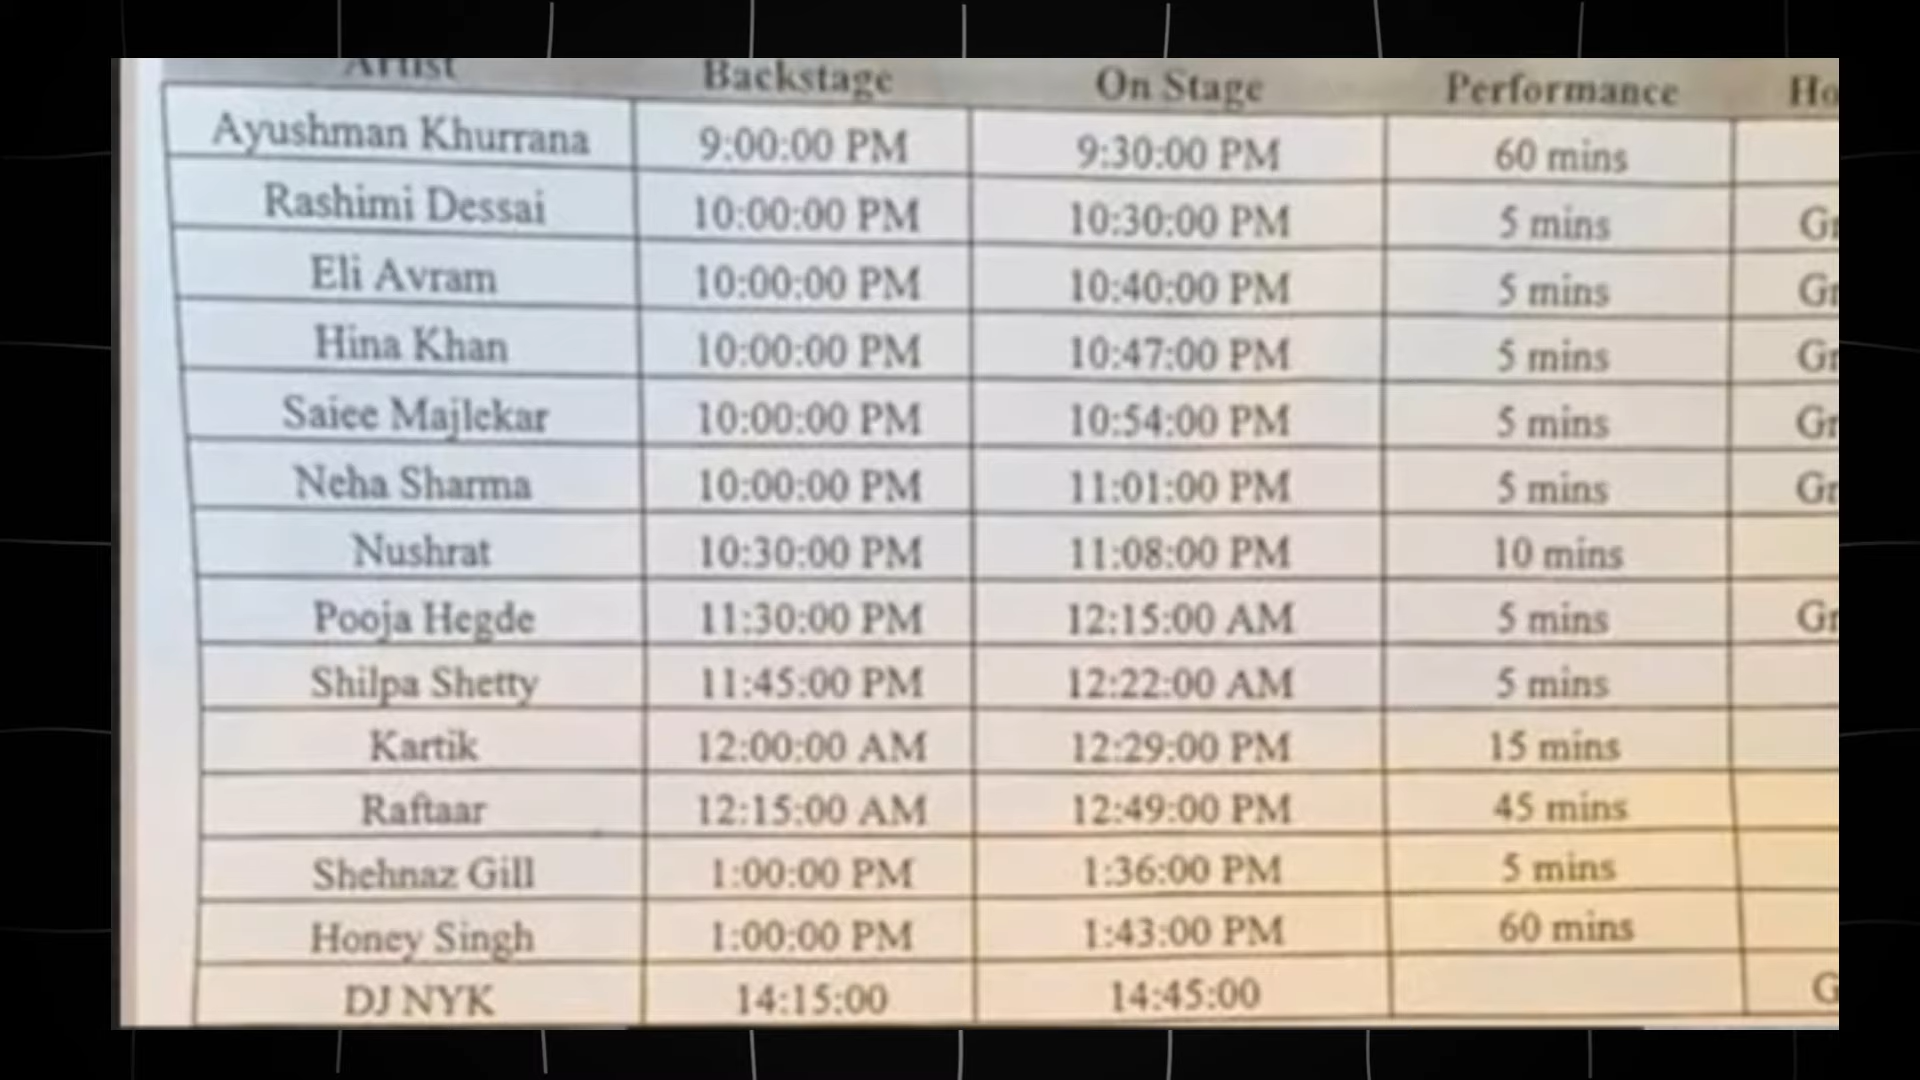 Artist Backstage On Stage Performance Ho
Ayushman Khurrana 9:00:00 PM 9:30:00 PM 60 mins
Rashimi Dessai 10:00:00 PM 10:30:00 PM 5 mins Gr
Eli Avram 10:00:00 PM 10:40:00 PM 5 mins Gr
Hina Khan 10:00:00 PM 10:47:00 PM 5 mins Gr
Saiee Majlekar 10:00:00 PM 10:54:00 PM 5 mins Gr
Neha Sharma 10:00:00 PM 11:01:00 PM 5 mins Gr
Nushrat 10:30:00 PM 11:08:00 PM 10 mins
Pooja Hegde 11:30:00 PM 12:15:00 AM 5 mins Gr
Shilpa Shetty 11:45:00 PM 12:22:00 AM 5 mins
Kartik 12:00:00 AM 12:29:00 PM 15 mins
Raftaar 12:15:00 AM 12:49:00 PM 45 mins
Shehnaz Gill 1:00:00 PM 1:36:00 PM 5 mins
Honey Singh 1:00:00 PM 1:43:00 PM 60 mins
DJ NYK 14:15:00 14:45:00 G